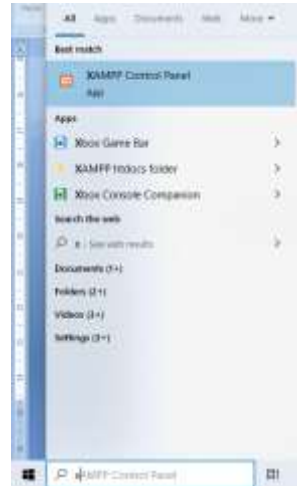 All Apps Documents Web More
Best match
XAMPP Control Panel
App
Apps
Xbox Game Bar
XAMPP htdocs folder
Xbox Console Companion
Search the web
x - See web results
Documents (1+)
Folders (2+)
Videos (3+)
Settings (3+)
xAMPP Control Panel